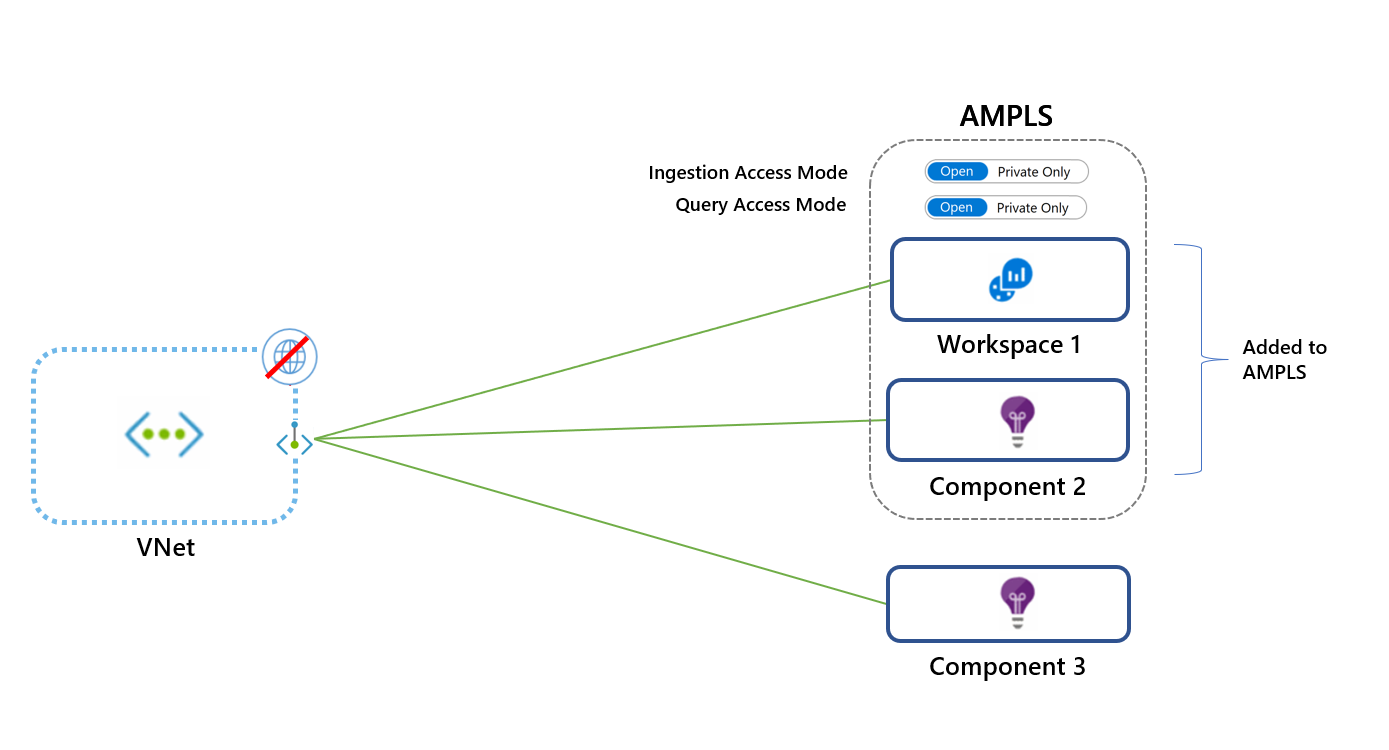 AMPLS
Ingestion Access Mode
Open Private Only
Query Access Mode
Open Private Only
Workspace 1
Added to
AMPLS
Component 2
VNet
Component 3